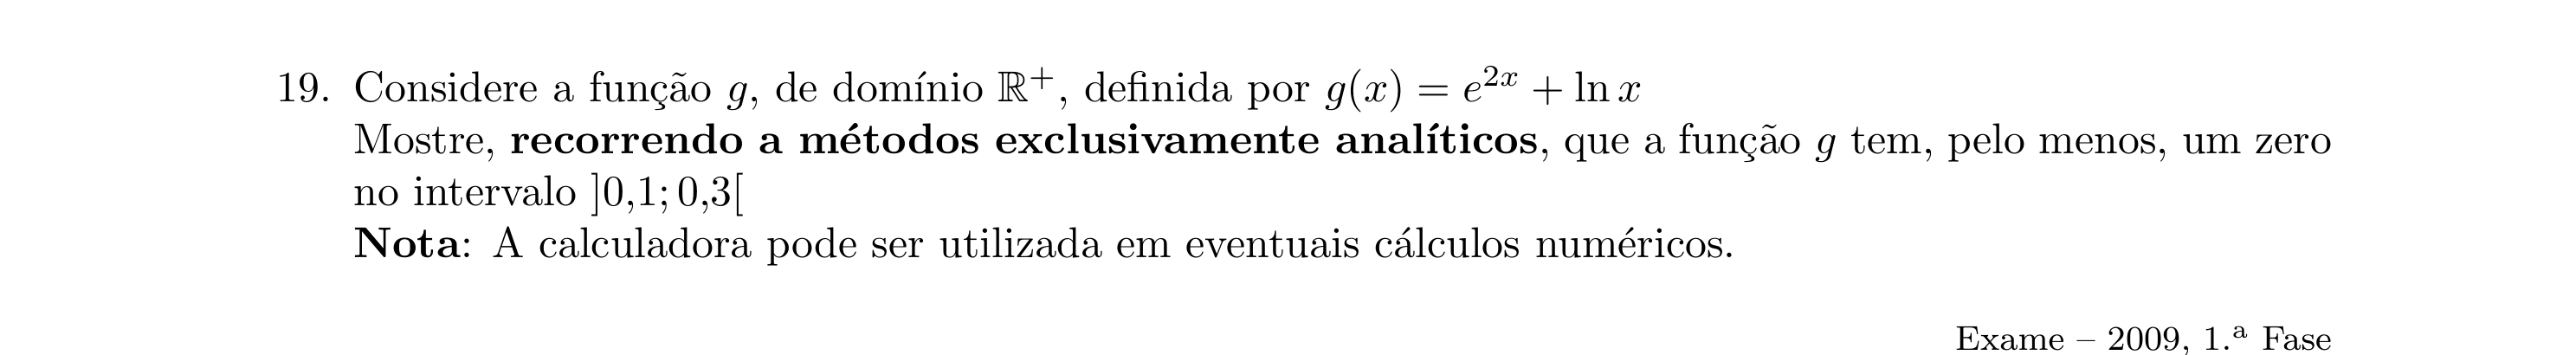 19. Considere a função g, de domínio ℝ⁺, definida por g(x) = e²ˣ + ln x
Mostre, recorrendo a métodos exclusivamente analíticos, que a função g tem, pelo menos, um zero
no intervalo ]0,1; 0,3[
Nota: A calculadora pode ser utilizada em eventuais cálculos numéricos.
Exame – 2009, 1.ª Fase